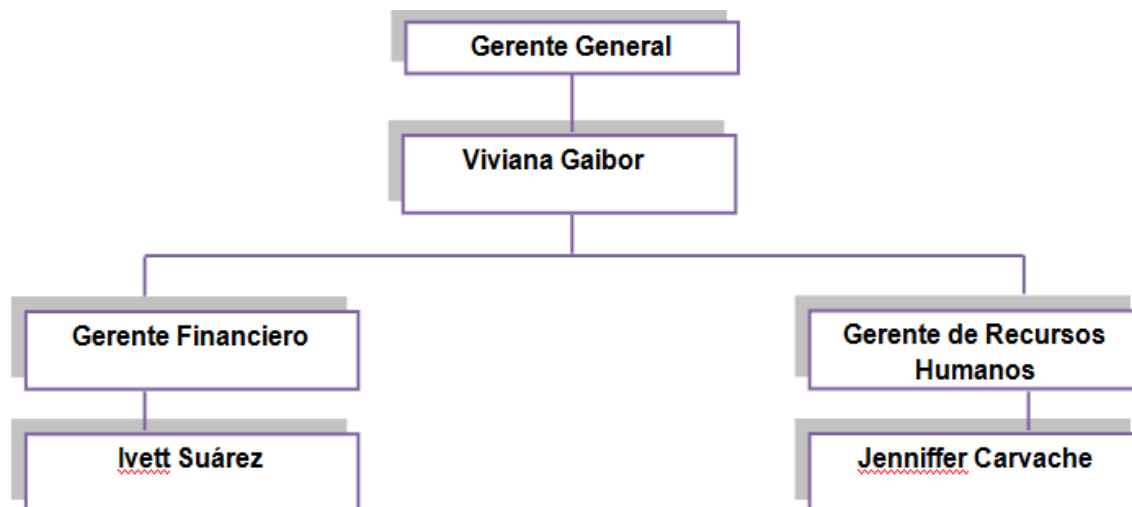 Gerente General
Viviana Gaibor
Gerente Financiero
Gerente de Recursos
Humanos
Ivett Suárez
Jenniffer Carvache